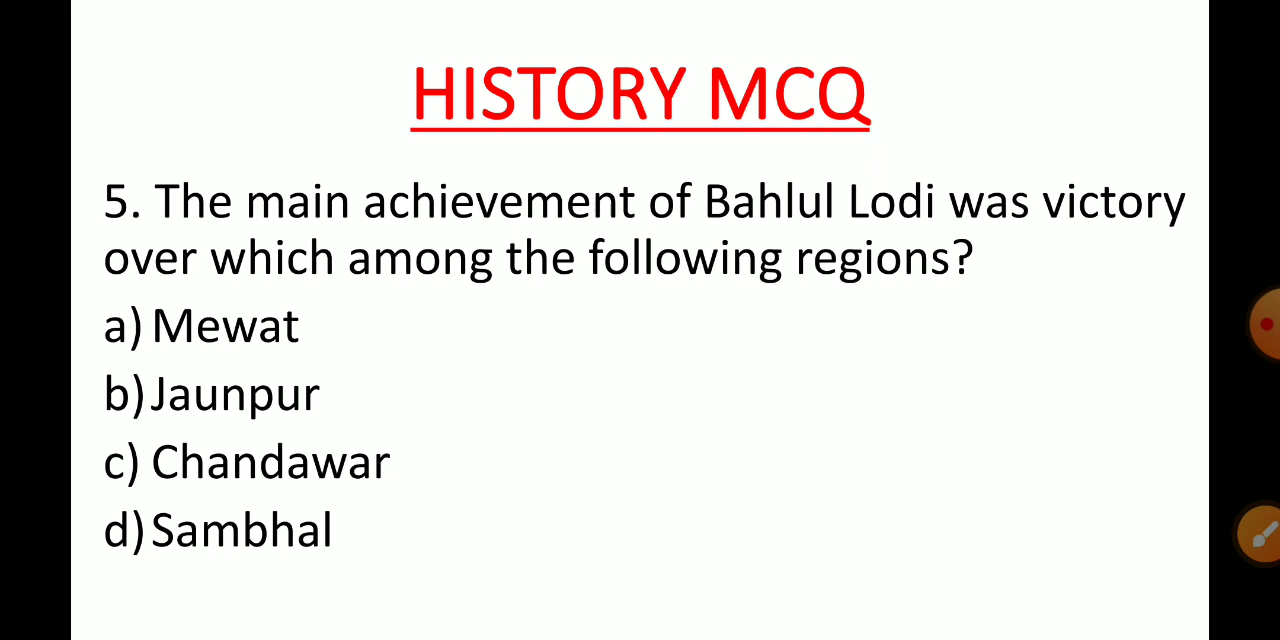 HISTORY MCQ
5. The main achievement of Bahlul Lodi was victory
over which among the following regions?
a) Mewat
b) Jaunpur
c) Chandawar
d) Sambhal